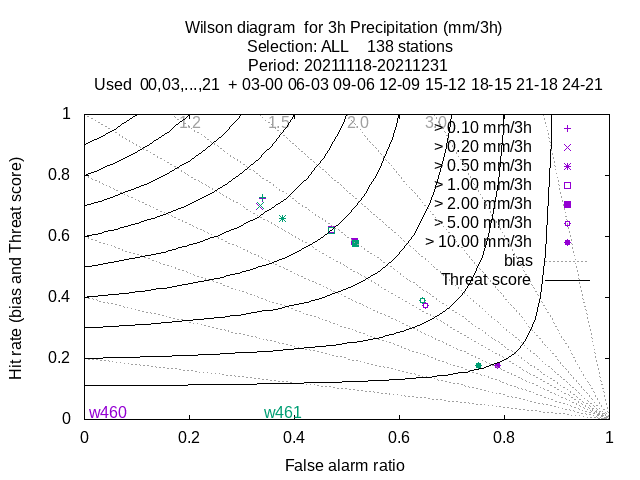 Wilson diagram  for 3h Precipitation (mm/3h)
Selection: ALL    138 stations
Period: 20211118-20211231
Used  00,03,...,21  + 03-00 06-03 09-06 12-09 15-12 18-15 21-18 24-21
Hit rate (bias and Threat score)
1
0.8
0.6
0.4
0.2
0
1.2
1.5
2.0
3.0
> 0.10 mm/3h
> 0.20 mm/3h
> 0.50 mm/3h
> 1.00 mm/3h
> 2.00 mm/3h
> 5.00 mm/3h
> 10.00 mm/3h
bias
Threat score
w460
w461
0 0.2 0.4 0.6 0.8 1
False alarm ratio